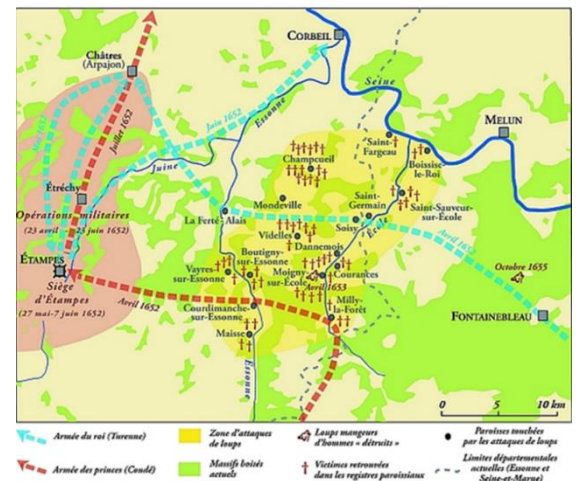 CORBEIL
Châtres
(Arpajon)
Seine
Essonne
Juin 1652
Mai 1652
Juillet 1652
MELUN
Saint-
Fargeau
Boissise-
le-Roi
Champcueil
Juine
Étréchy
Mondeville
Saint-
Germain
Saint-Sauveur-
sur-École
Opérations militaires
(23 avril - 23 juin 1652)
La Ferté-Alais
Soisy
École
Avril 1652
Videlles
Dannemois
ÉTAMPES
Boutigny-
sur-Essonne
Vayres-
sur-Essonne
Moigny-
sur-École
Courances
Avril 1653
Octobre 1655
Siège
d'Étampes
(27 mai-7 juin 1652)
Avril 1652
Courdimanche-
sur-Essonne
Milly-
la-Forêt
FONTAINEBLEAU
Maisse
Essonne
0 5 10 km
Armée du roi (Turenne)
Armée des princes (Condé)
Zone d'attaques
de loups
Massifs boisés
actuels
Loups mangeurs
d'hommes « détruits »
Victimes retrouvées
dans les registres paroissiaux
Paroisses touchées
par les attaques de loups
Limites départementales
actuelles (Essonne et
Seine-et-Marne)